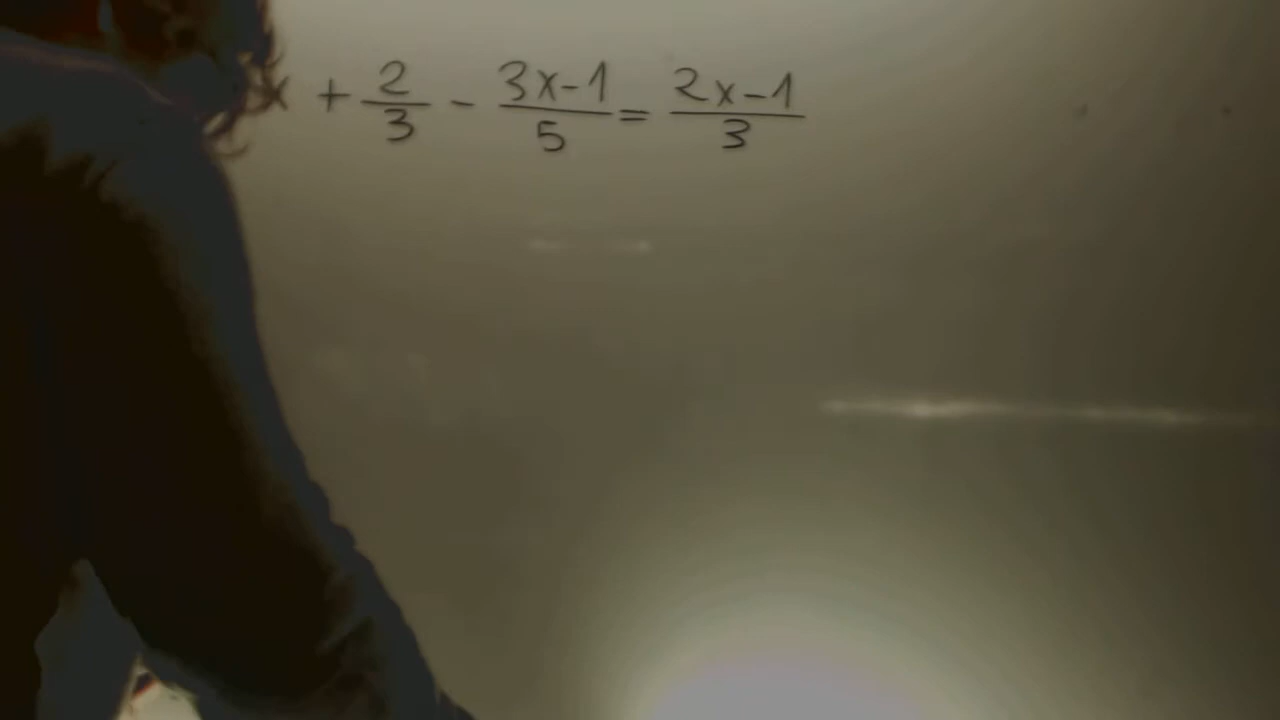 x + 2/3 - 3x-1/5 = 2x-1/3